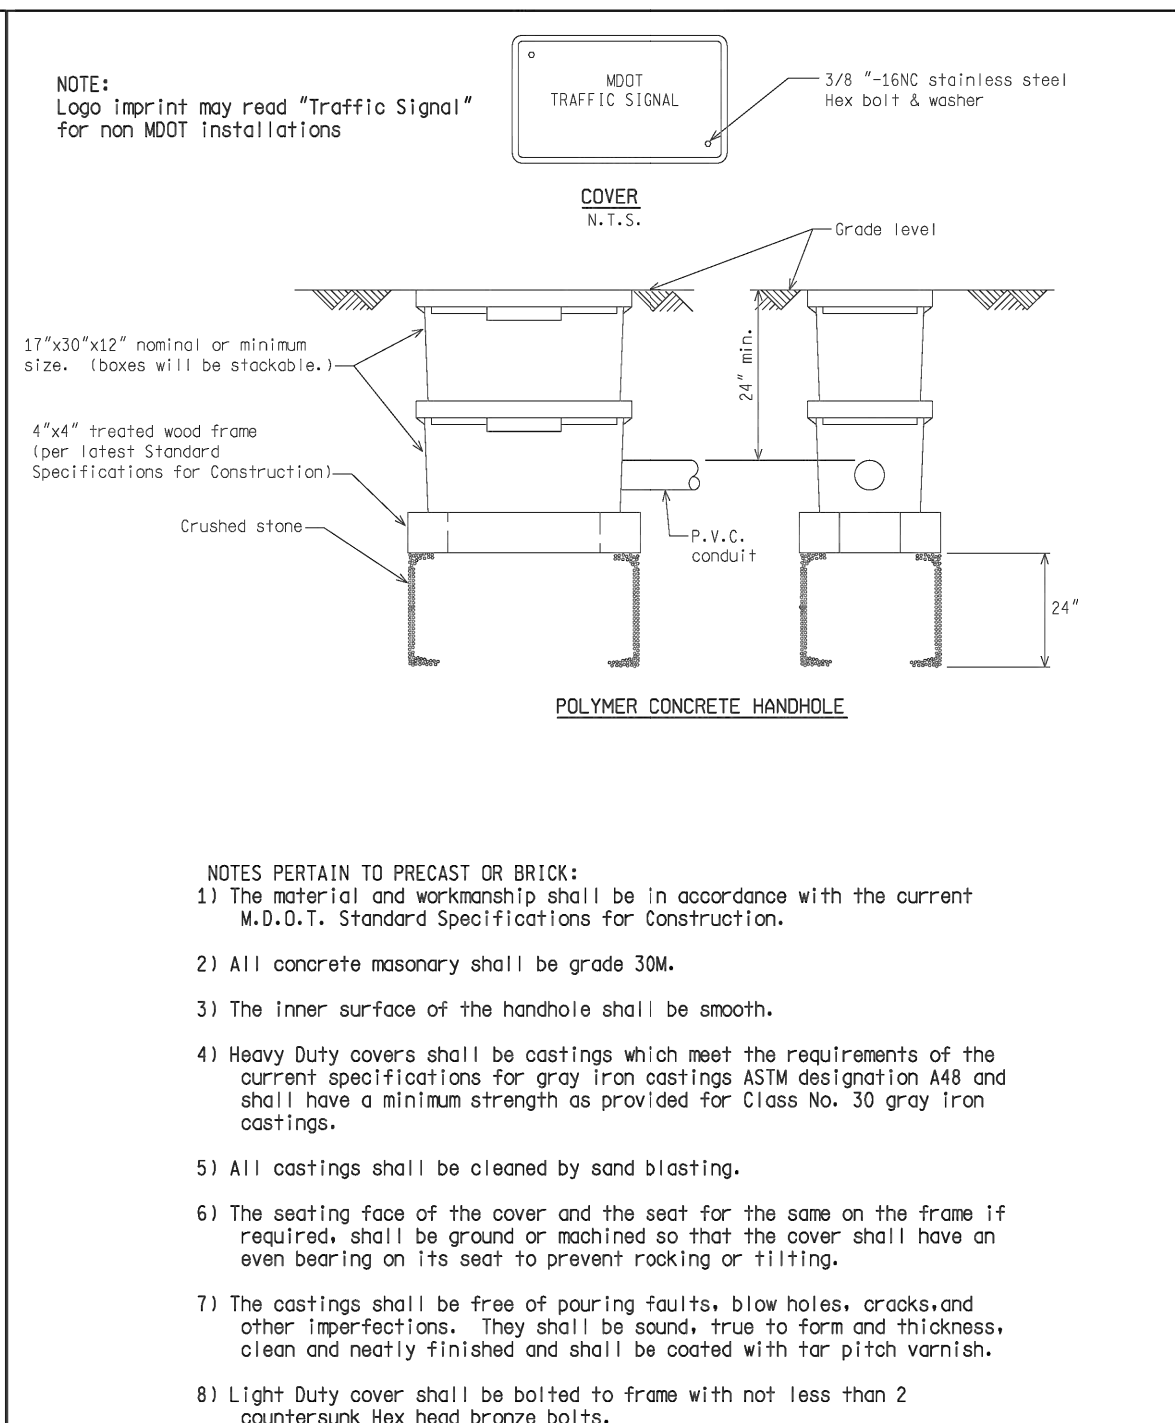 NOTE:
Logo imprint may read "Traffic Signal"
for non MDOT installations
MDOT
TRAFFIC SIGNAL
3/8 "-16NC stainless steel
Hex bolt & washer
COVER
N.T.S.
Grade level
17"x30"x12" nominal or minimum
size. (boxes will be stackable.)
24" min.
4"x4" treated wood frame
(per latest Standard
Specifications for Construction)
Crushed stone
P.V.C.
conduit
24"
POLYMER CONCRETE HANDHOLE
NOTES PERTAIN TO PRECAST OR BRICK:
1) The material and workmanship shall be in accordance with the current
M.D.O.T. Standard Specifications for Construction.
2) All concrete masonary shall be grade 30M.
3) The inner surface of the handhole shall be smooth.
4) Heavy Duty covers shall be castings which meet the requirements of the
current specifications for gray iron castings ASTM designation A48 and
shall have a minimum strength as provided for Class No. 30 gray iron
castings.
5) All castings shall be cleaned by sand blasting.
6) The seating face of the cover and the seat for the same on the frame if
required, shall be ground or machined so that the cover shall have an
even bearing on its seat to prevent rocking or tilting.
7) The castings shall be free of pouring faults, blow holes, cracks,and
other imperfections. They shall be sound, true to form and thickness,
clean and neatly finished and shall be coated with tar pitch varnish.
8) Light Duty cover shall be bolted to frame with not less than 2
countersunk Hex head bronze bolts.